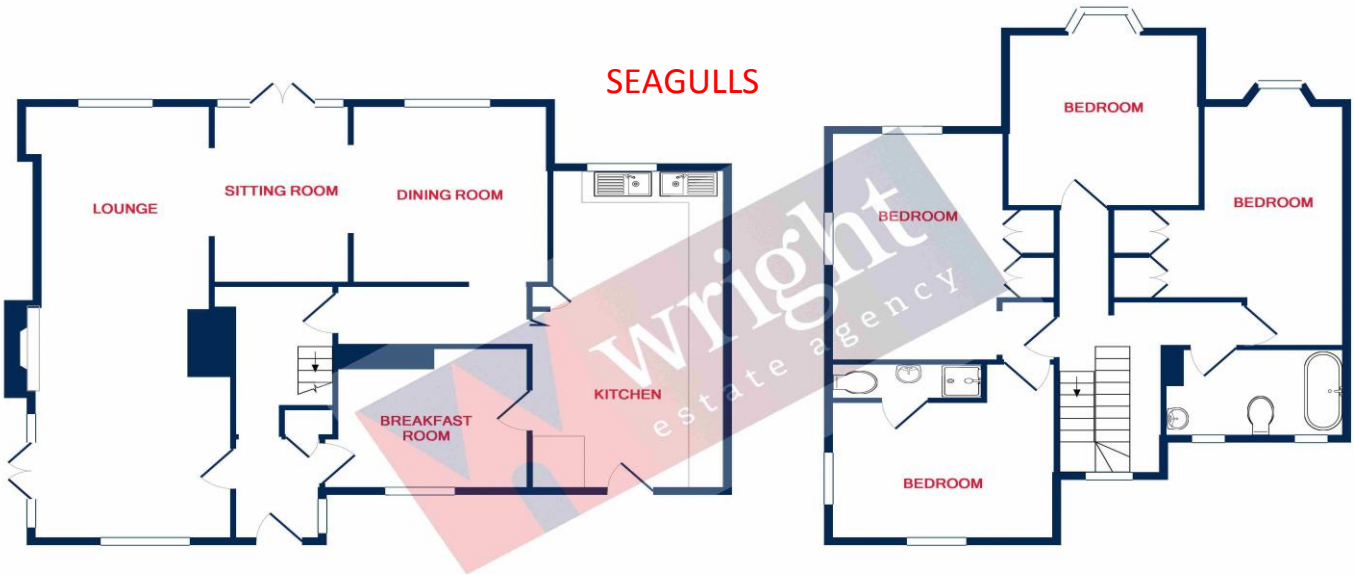 SEAGULLS
LOUNGE
SITTING ROOM
DINING ROOM
BREAKFAST
ROOM
KITCHEN
BEDROOM
BEDROOM
BEDROOM
BEDROOM
wright
estate agency